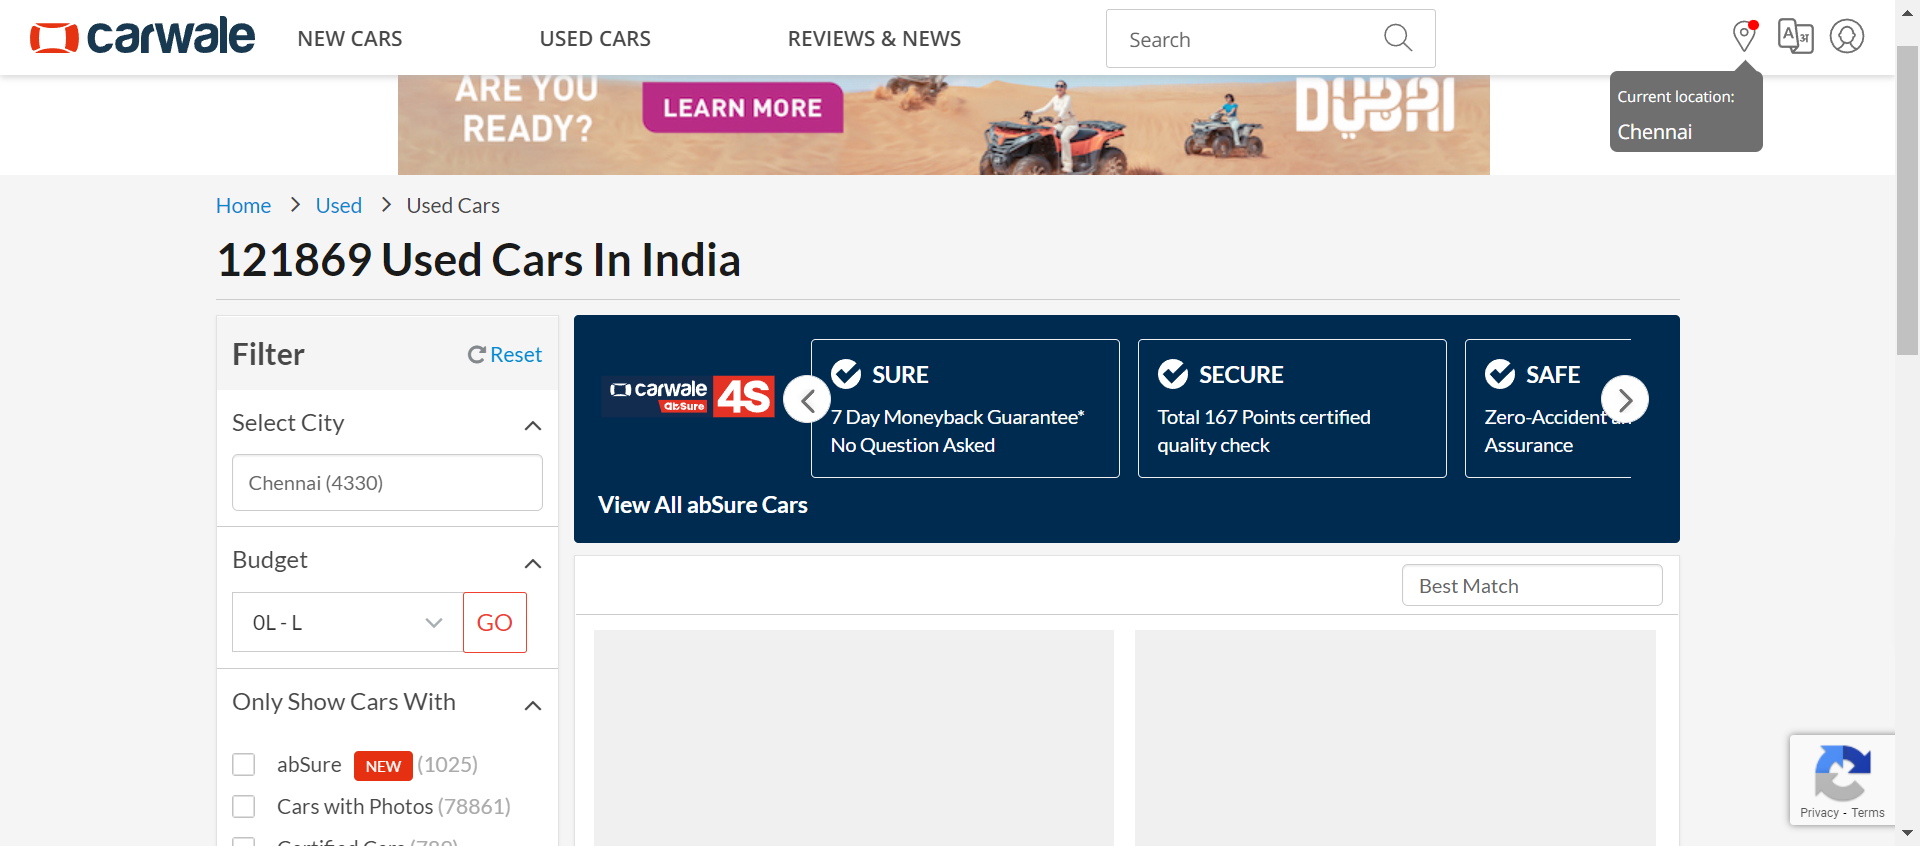 carwale
NEW CARS
USED CARS
REVIEWS & NEWS
Search
A अ
ARE YOU
READY?
LEARN MORE
DUBAI
Current location:
Chennai
Home
Used
Used Cars
121869 Used Cars In India
Filter
Reset
Select City
Chennai (4330)
Budget
0L - L
GO
Only Show Cars With
abSure NEW (1025)
Cars with Photos (78861)
Certified Cars (789)
carwale
abSure
4S
SURE
7 Day Moneyback Guarantee*
No Question Asked
SECURE
Total 167 Points certified
quality check
SAFE
Zero-Accident
Assurance
View All abSure Cars
Best Match
Privacy - Terms